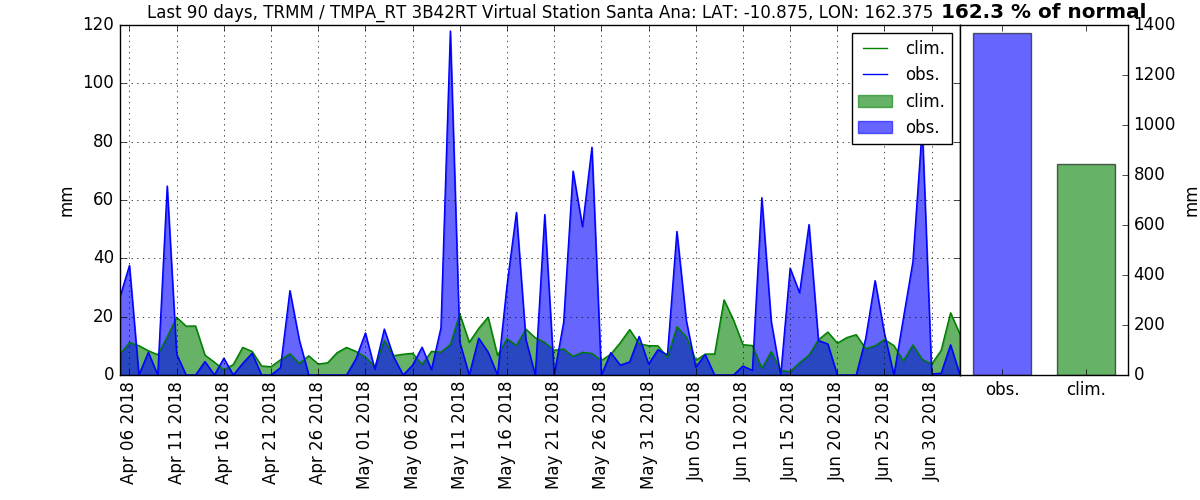 Last 90 days, TRMM / TMPA_RT 3B42RT Virtual Station Santa Ana: LAT: -10.875, LON: 162.375 162.3 % of normal
120
100
80
60
40
20
0
mm
clim.
obs.
clim.
obs.
1400
1200
1000
800
600
400
200
0
mm
Apr 06 2018
Apr 11 2018
Apr 16 2018
Apr 21 2018
Apr 26 2018
May 01 2018
May 06 2018
May 11 2018
May 16 2018
May 21 2018
May 26 2018
May 31 2018
Jun 05 2018
Jun 10 2018
Jun 15 2018
Jun 20 2018
Jun 25 2018
Jun 30 2018
obs. clim.